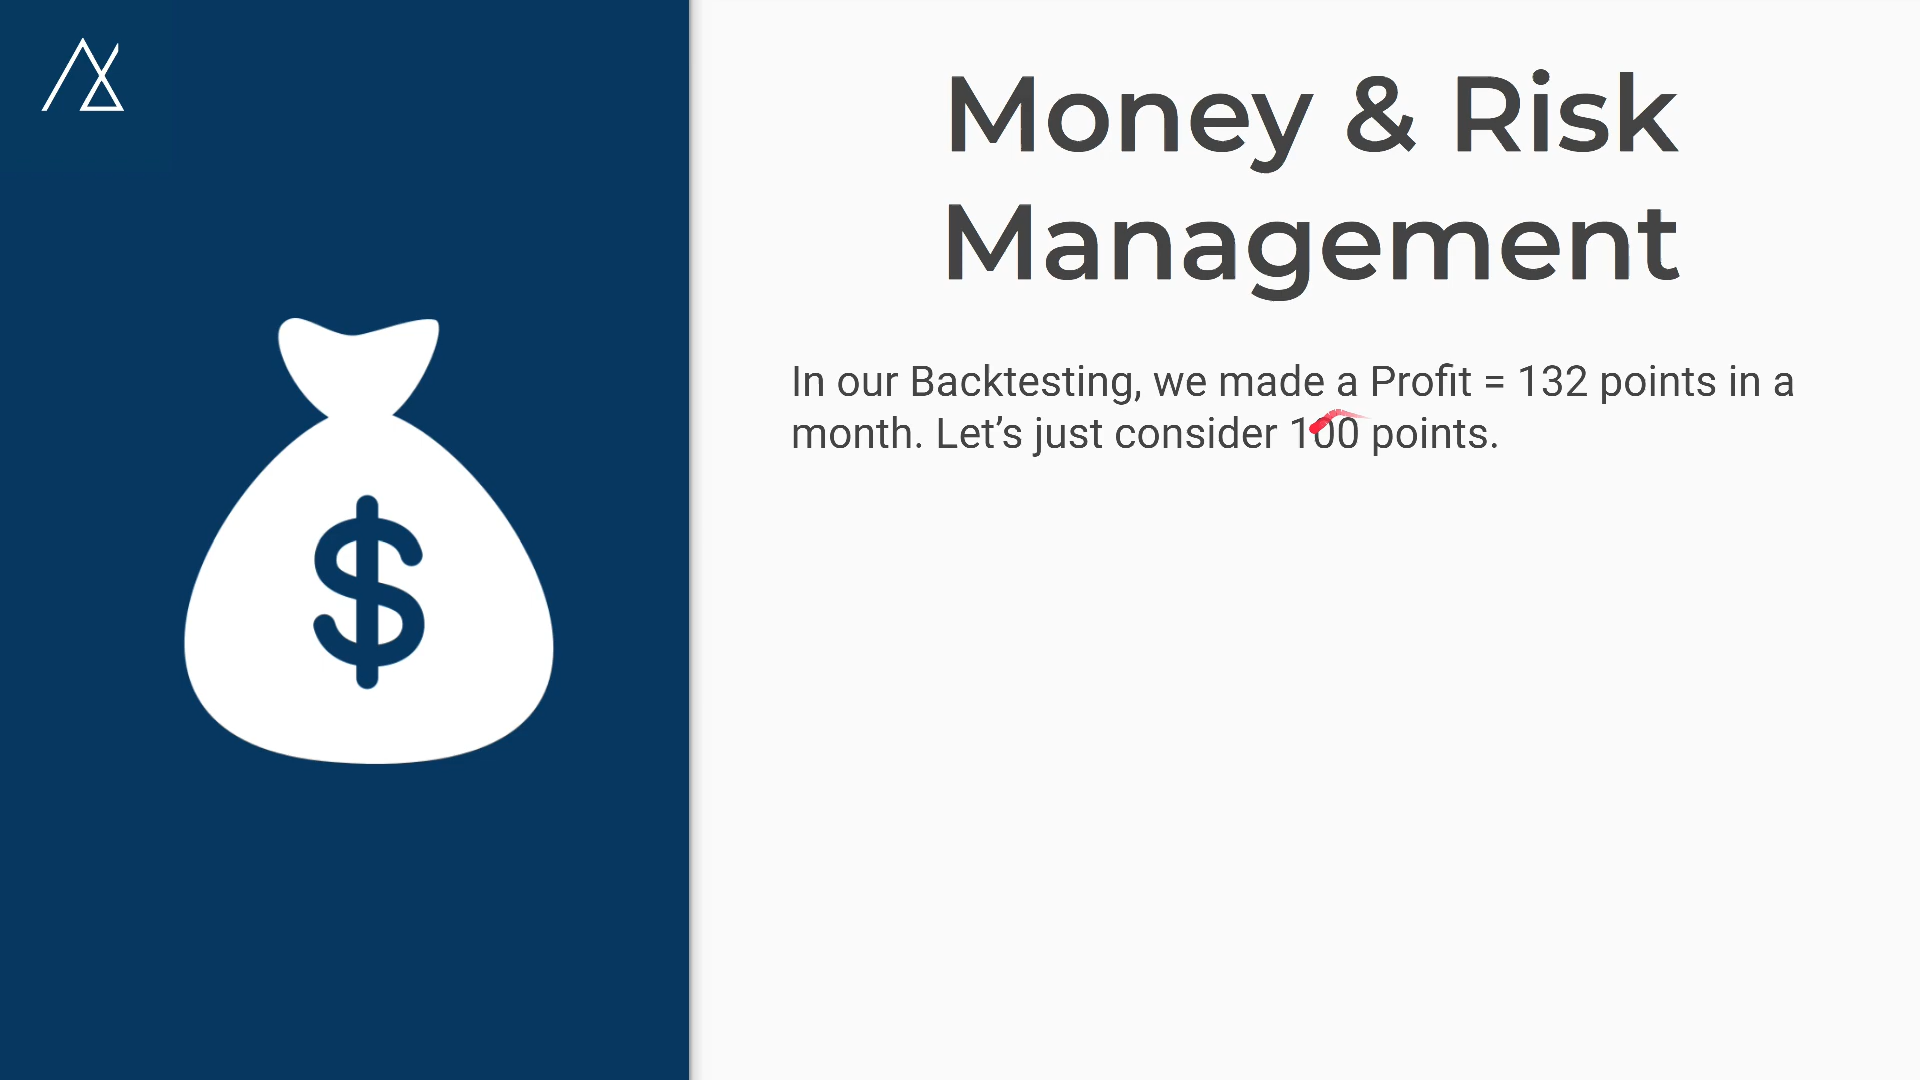 Money & Risk
Management
In our Backtesting, we made a Profit = 132 points in a
month. Let’s just consider 100 points.
$